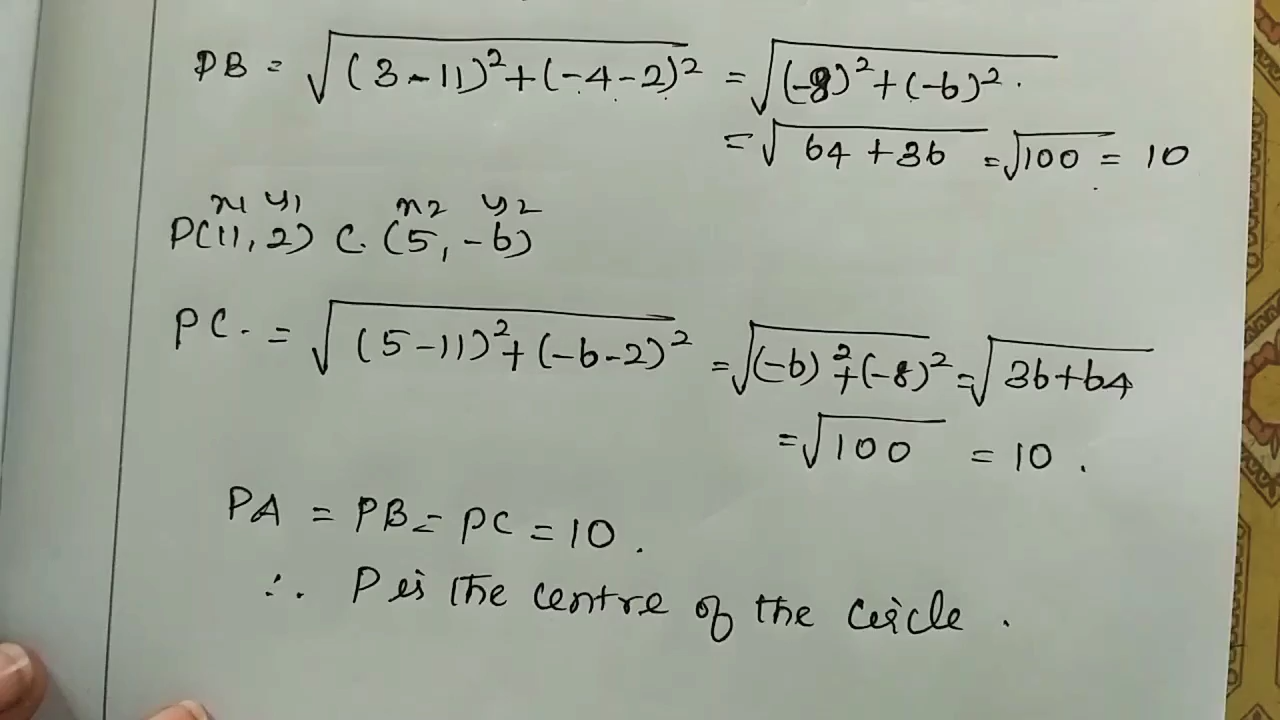 PB = √(3-11)²+(-4-2)² = √(-8)²+(-6)².
= √64+36 = √100 = 10
x1 y1 x2 y2
P(11, 2) C. (5, -6)
PC. = √(5-11)²+(-6-2)² = √(-6)²+(-8)² = √36+64
= √100 = 10.
PA = PB = PC = 10.
∴ P is the centre of the circle.